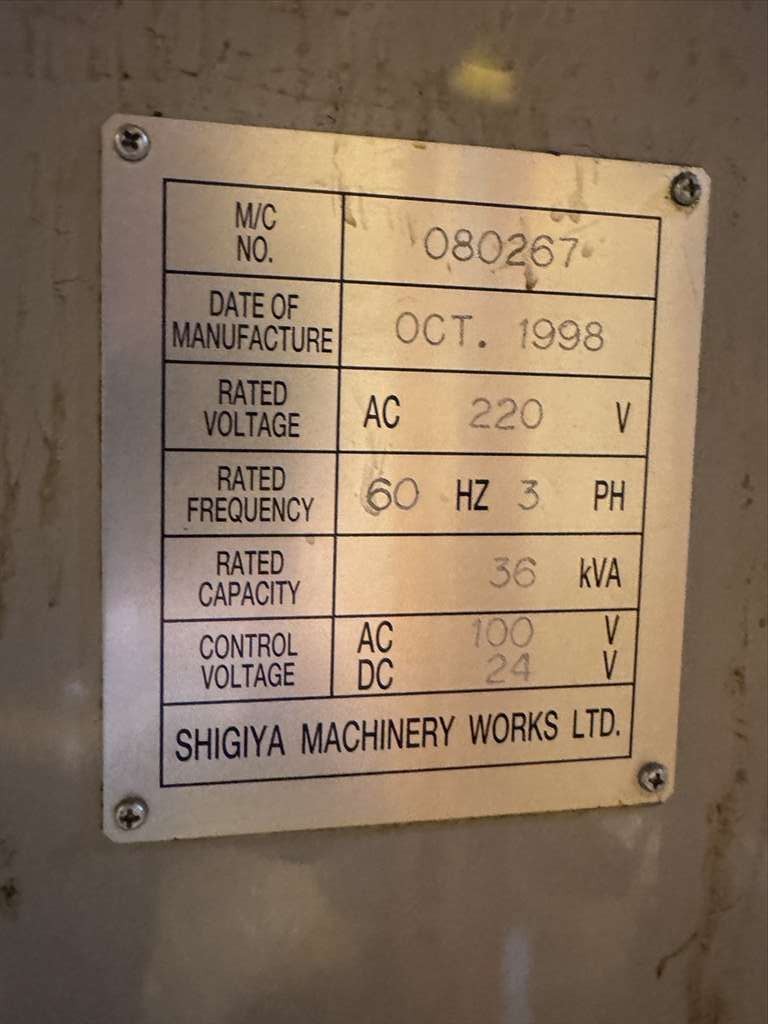 M/C
NO.
080267
DATE OF
MANUFACTURE
OCT. 1998
RATED
VOLTAGE
AC 220 V
RATED
FREQUENCY
60 HZ 3 PH
RATED
CAPACITY
36 kVA
CONTROL
VOLTAGE
AC 100 V
DC 24 V
SHIGIYA MACHINERY WORKS LTD.